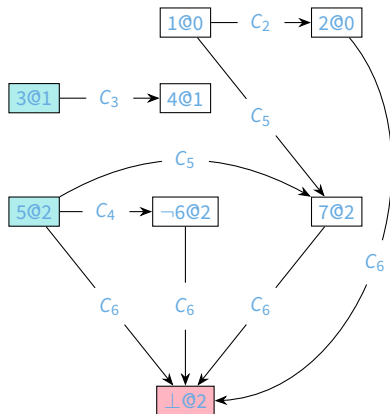 1@0 C₂ 2@0
3@1 C₃ 4@1
C₅
C₅
5@2 C₄ ¬6@2 7@2
C₆
C₆ C₆ C₆
⊥@2